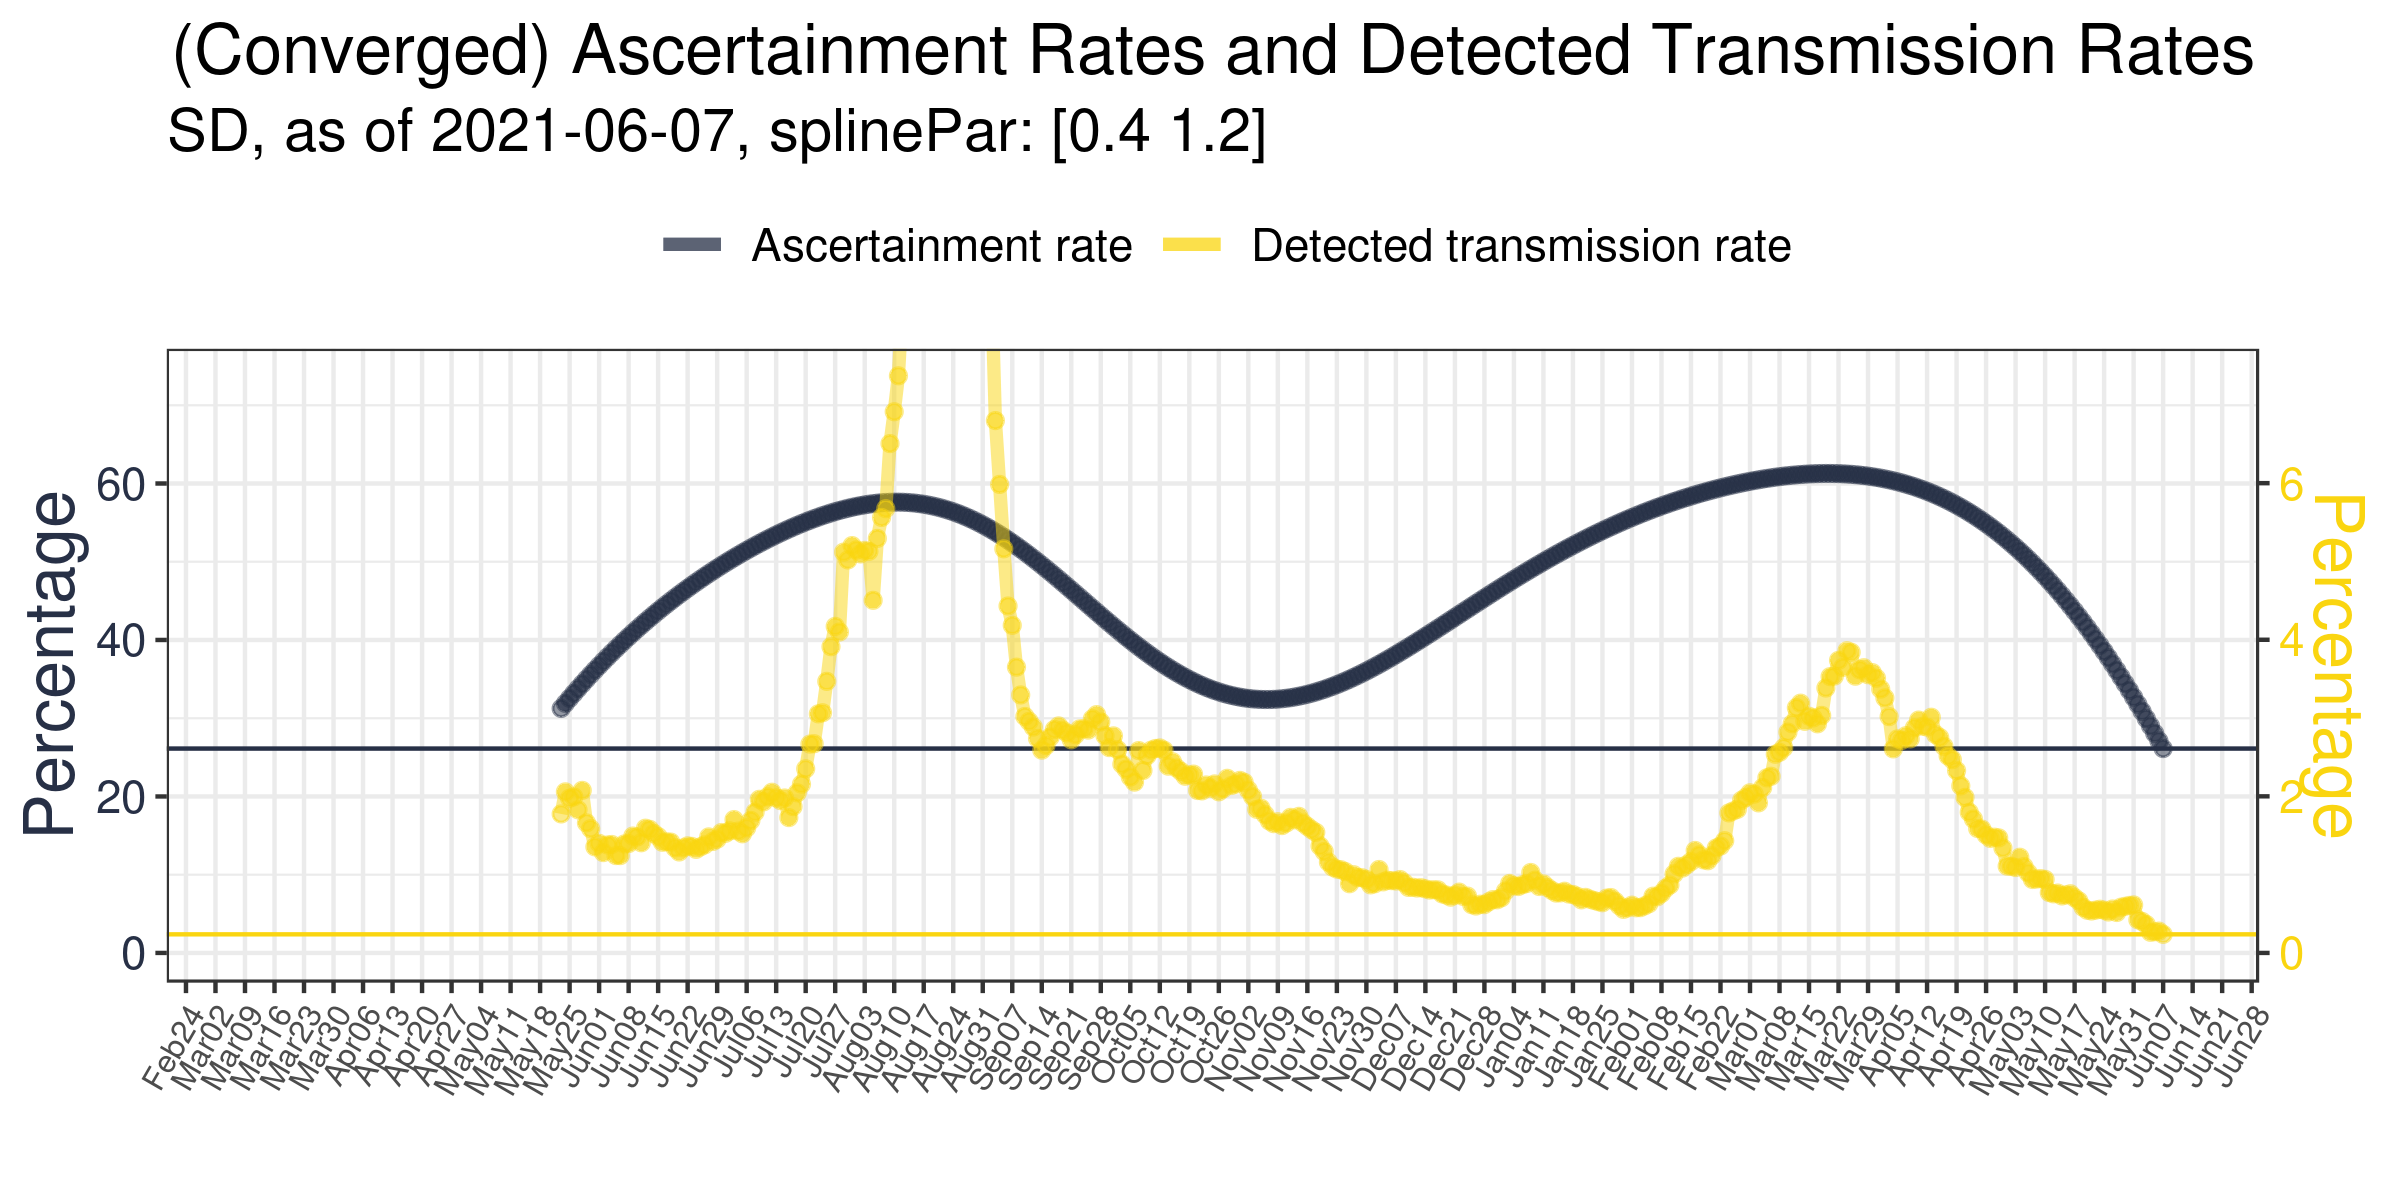 (Converged) Ascertainment Rates and Detected Transmission Rates
SD, as of 2021-06-07, splinePar: [0.4 1.2]
Ascertainment rate Detected transmission rate
Percentage
60
40
20
0
6
4
2
0
Percentage
Feb24
Mar02
Mar09
Mar16
Mar23
Mar30
Apr06
Apr13
Apr20
Apr27
May04
May11
May18
May25
Jun01
Jun08
Jun15
Jun22
Jun29
Jul06
Jul13
Jul20
Jul27
Aug03
Aug10
Aug17
Aug24
Aug31
Sep07
Sep14
Sep21
Sep28
Oct05
Oct12
Oct19
Oct26
Nov02
Nov09
Nov16
Nov23
Nov30
Dec07
Dec14
Dec21
Dec28
Jan04
Jan11
Jan18
Jan25
Feb01
Feb08
Feb15
Feb22
Mar01
Mar08
Mar15
Mar22
Mar29
Apr05
Apr12
Apr19
Apr26
May03
May10
May17
May24
May31
Jun07
Jun14
Jun21
Jun28